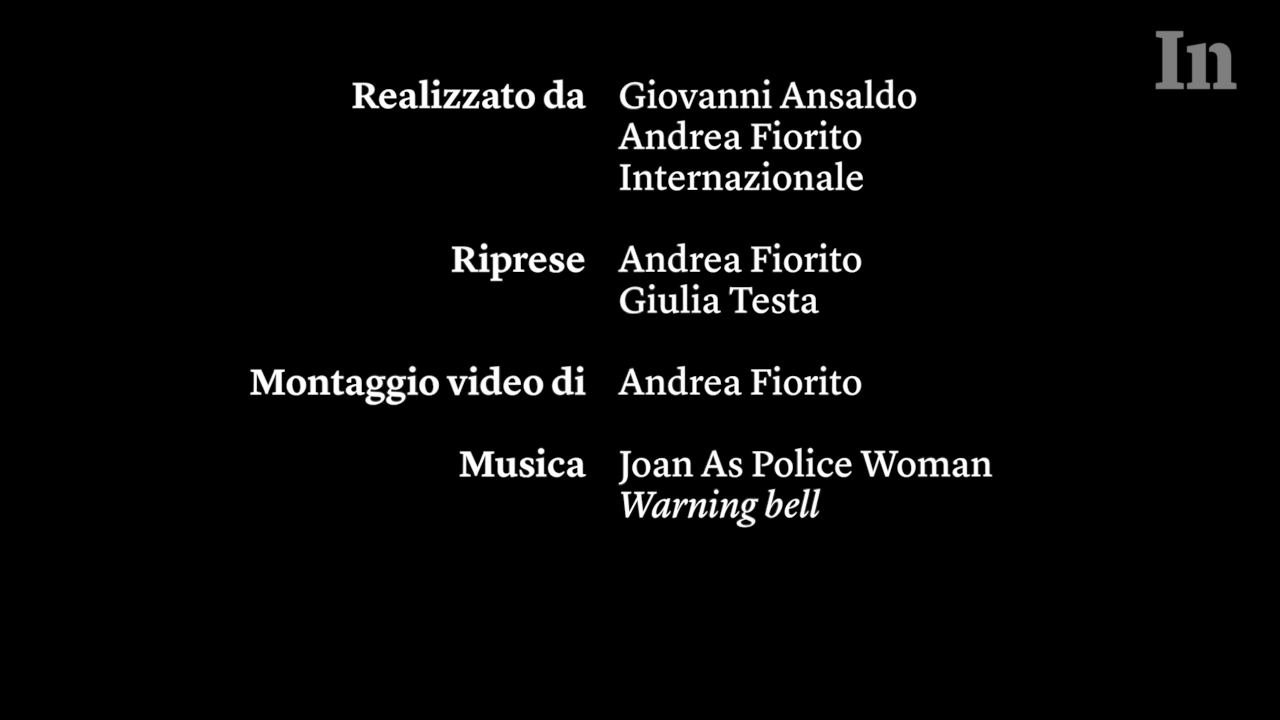 In
Realizzato da Giovanni Ansaldo
Andrea Fiorito
Internazionale
Riprese Andrea Fiorito
Giulia Testa
Montaggio video di Andrea Fiorito
Musica Joan As Police Woman
Warning bell